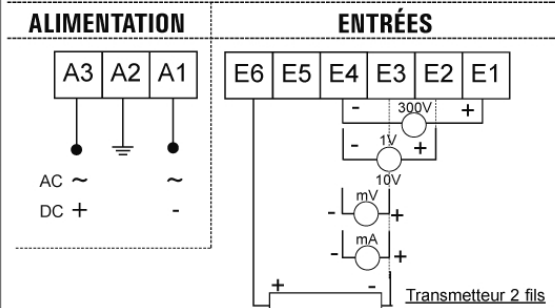 ALIMENTATION
ENTRÉES
A3 A2 A1
E6 E5 E4 E3 E2 E1
- 300V +
- 1V +
10V
AC ~ ~
mV
DC + -
- +
mA
- +
+ -
Transmetteur 2 fils